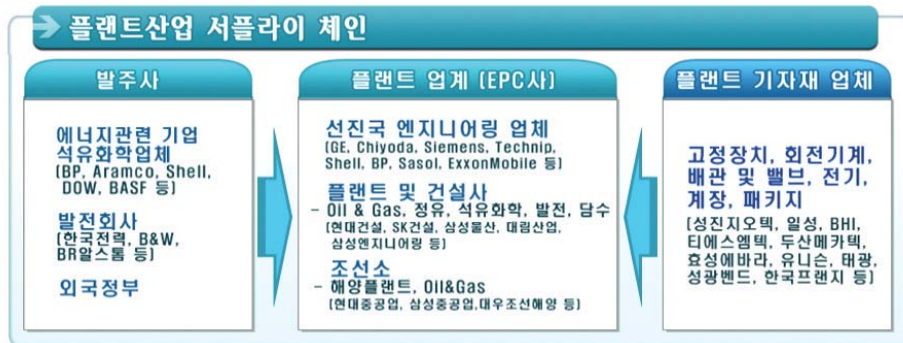 플랜트산업 서플라이 체인
발주사
에너지관련 기업
석유화학업체
(BP, Aramco, Shell,
DOW, BASF 등)
발전회사
(한국전력, B&W,
BR알스톰 등)
외국정부
플랜트 업계 (EPC사)
선진국 엔지니어링 업체
(GE, Chiyoda, Siemens, Technip,
Shell, BP, Sasol, ExxonMobile 등)
플랜트 및 건설사
- Oil & Gas, 정유, 석유화학, 발전, 담수
(현대건설, SK건설, 삼성물산, 대림산업,
삼성엔지니어링 등)
조선소
- 해양플랜트, Oil&Gas
(현대중공업, 삼성중공업,대우조선해양 등)
플랜트 기자재 업체
고정장치, 회전기계,
배관 및 밸브, 전기,
계장, 패키지
(성진지오텍, 일성, BHI,
티에스엠텍, 두산메카텍,
효성에바라, 유니슨, 태광,
성광벤드, 한국프랜지 등)